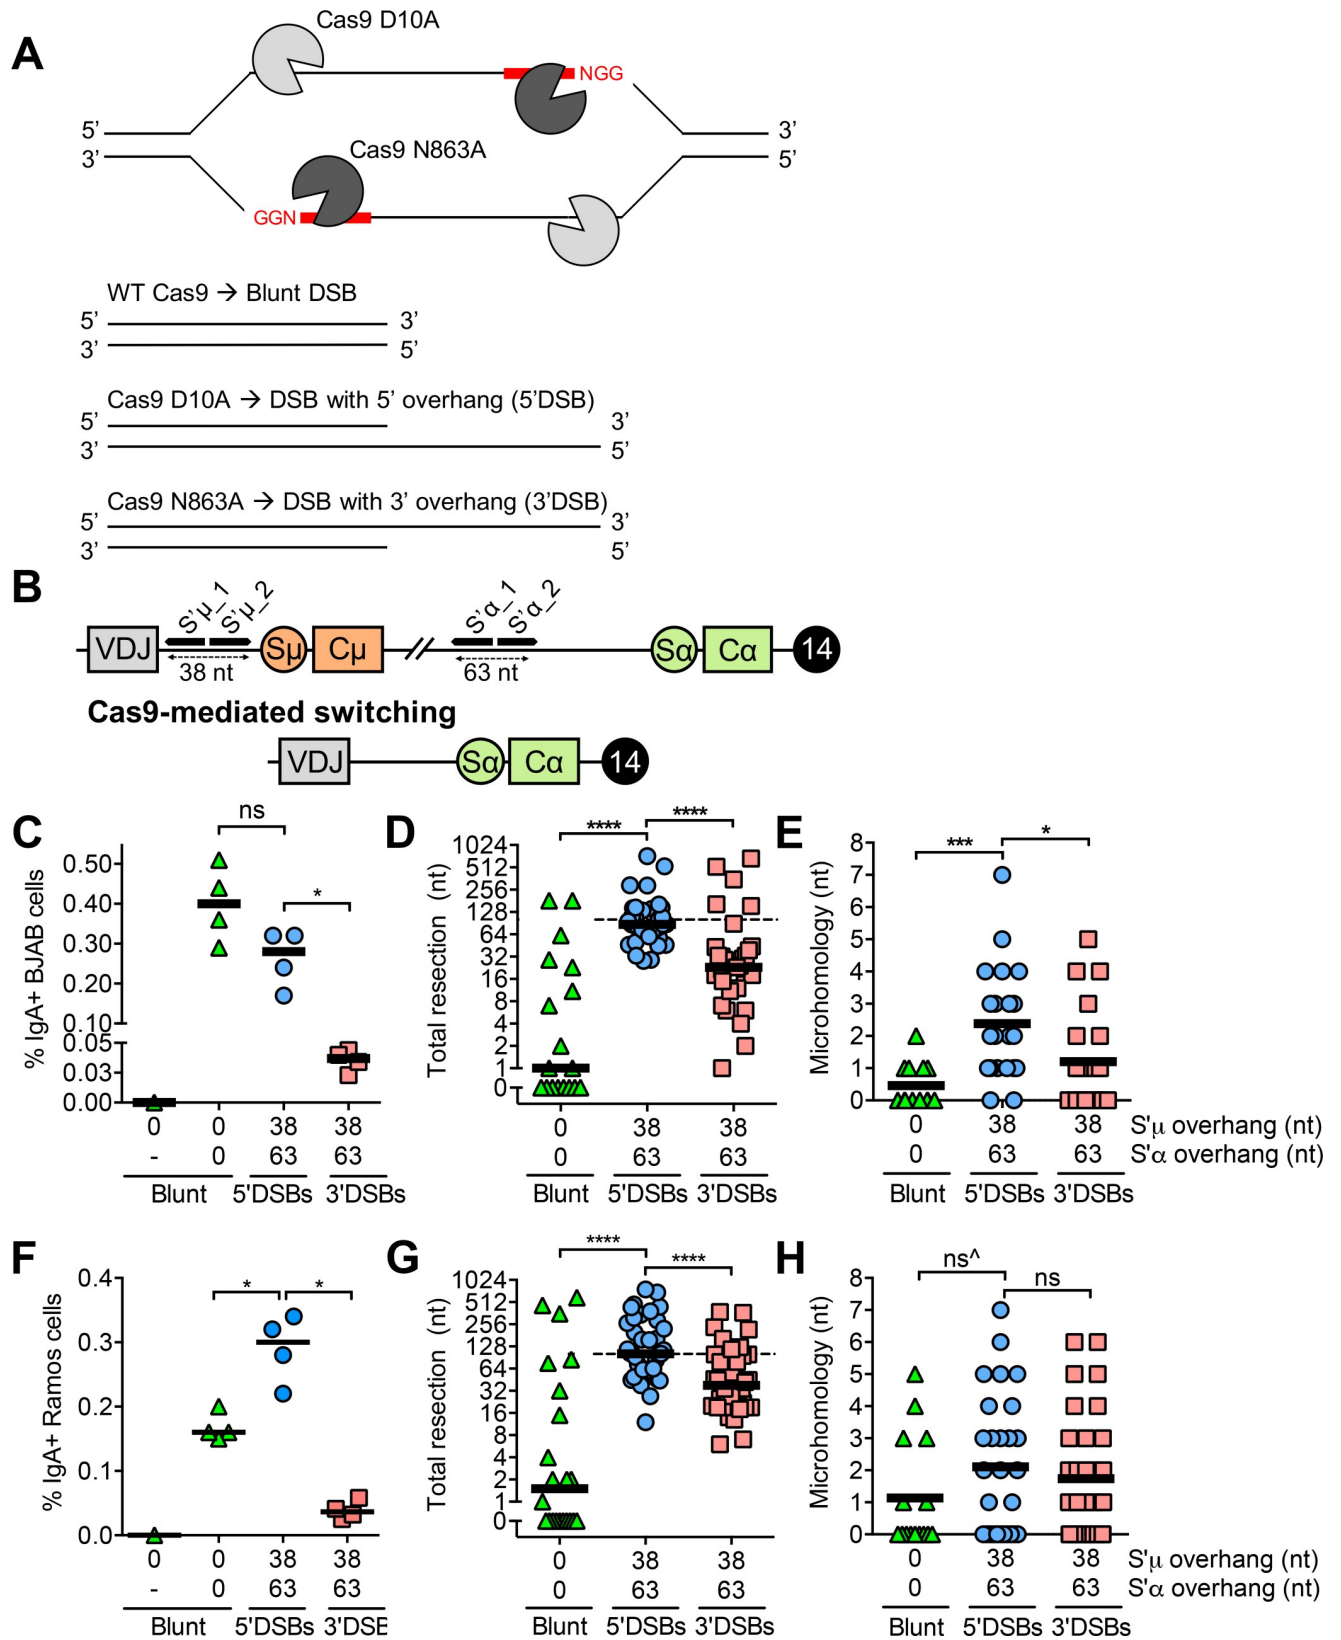 A
Cas9 D10A
NGG
5’
3’
3’
5’
Cas9 N863A
GGN
WT Cas9 → Blunt DSB
5’
3’
3’
5’
Cas9 D10A → DSB with 5’ overhang (5’DSB)
5’
3’
3’
5’
Cas9 N863A → DSB with 3’ overhang (3’DSB)
5’
3’
3’
5’
B
S’μ_1
S’μ_2
S’α_1
S’α_2
VDJ
Sμ
Cμ
Sα
Cα
14
38 nt
63 nt
Cas9-mediated switching
VDJ
Sα
Cα
14
C
% IgA+ BJAB cells
0.50
0.40
0.30
0.20
0.10
0.05
0.03
0.00
ns
*
0 0 38 38
- 0 63 63
Blunt 5'DSBs 3'DSBs
D
Total resection (nt)
1024
512
256
128
64
32
16
8
4
2
1
0
**** ****
0 38 38
0 63 63
Blunt 5'DSBs 3'DSBs
E
Microhomology (nt)
8
7
6
5
4
3
2
1
0
*** *
0 38 38 S'μ overhang (nt)
0 63 63 S'α overhang (nt)
Blunt 5'DSBs 3'DSBs
F
% IgA+ Ramos cells
0.4
0.3
0.2
0.1
0.0
* *
0 0 38 38
- 0 63 63
Blunt 5'DSBs 3'DSE
G
Total resection (nt)
1024
512
256
128
64
32
16
8
4
2
1
0
**** ****
0 38 38
0 63 63
Blunt 5'DSBs 3'DSBs
H
Microhomology (nt)
8
7
6
5
4
3
2
1
0
ns^ ns
0 38 38 S'μ overhang (nt)
0 63 63 S'α overhang (nt)
Blunt 5'DSBs 3'DSBs